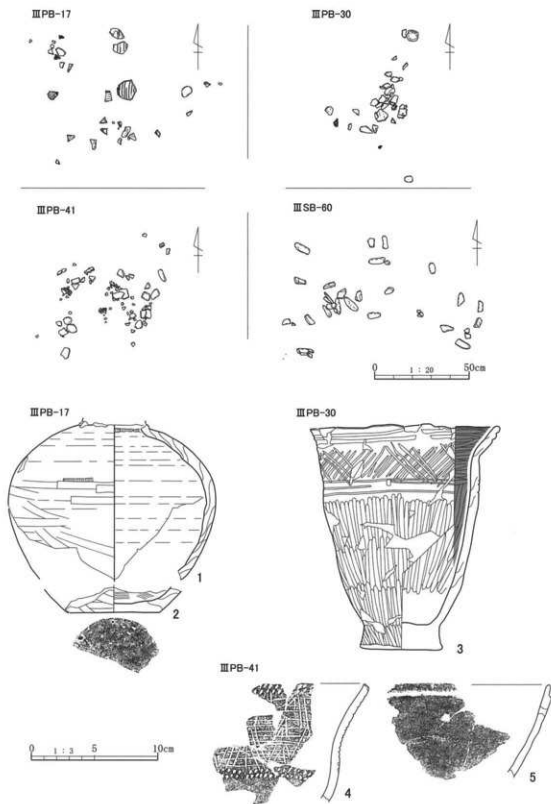 ⅢPB-17
ⅢPB-30
ⅢPB-41
ⅢSB-60
0 1：20 50cm
ⅢPB-17
ⅢPB-30
1
2
3
ⅢPB-41
0 1：3 5 10cm
4
5